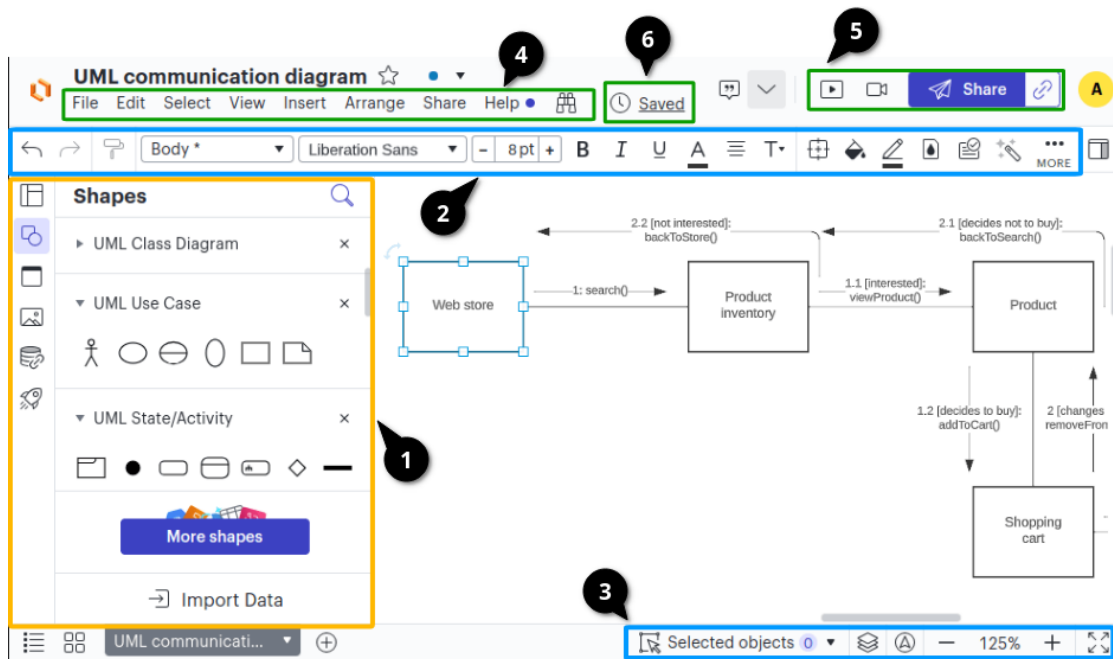 4
6
5
UML communication diagram
File Edit Select View Insert Arrange Share Help
Saved
Share
A
Body *
Liberation Sans
− 8 pt +
B I U A T
MORE
2
Shapes
UML Class Diagram
UML Use Case
UML State/Activity
More shapes
Import Data
1
2.2 [not interested]:
backToStore()
2.1 [decides not to buy]:
backToSearch()
Web store
1: search()
Product
inventory
1.1 [interested]:
viewProduct()
Product
1.2 [decides to buy]:
addToCart()
2 [changes
removeFron
Shopping
cart
3
UML communicati...
Selected objects 0
− 125% +